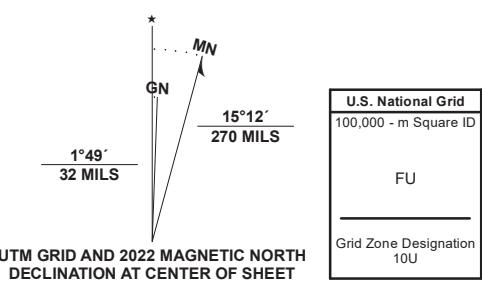 ★
MN
GN
15°12´
270 MILS
1°49´
32 MILS
UTM GRID AND 2022 MAGNETIC NORTH
DECLINATION AT CENTER OF SHEET
U.S. National Grid
100,000 - m Square ID
FU
Grid Zone Designation
10U